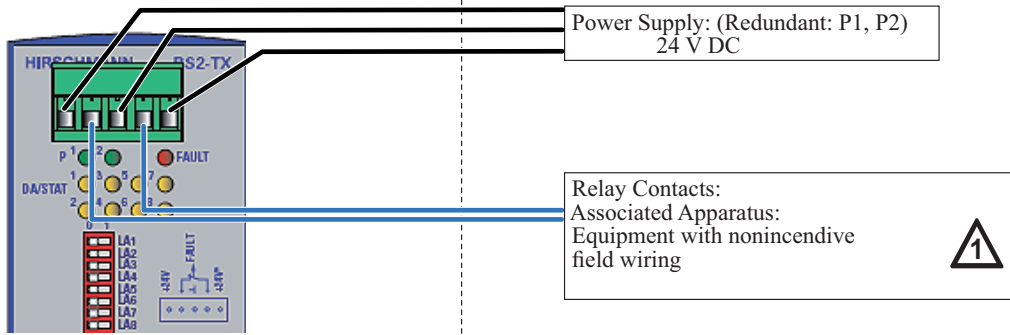 Power Supply: (Redundant: P1, P2)
24 V DC
HIRSCHMANN RS2-TX
P 1 2 FAULT
DA/STAT 1 3 5 7
2 4 6 8
0 1
LA1
LA2
LA3
LA4
LA5
LA6
LA7
LA8
FAULT
+24V
+24V*
Relay Contacts:
Associated Apparatus:
Equipment with nonincendive
field wiring
1